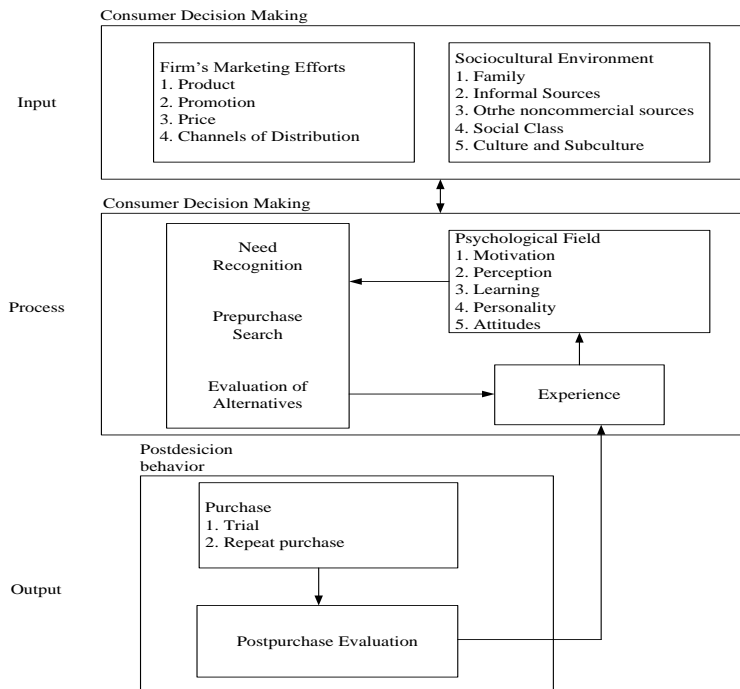 Consumer Decision Making
Input
Firm's Marketing Efforts
1. Product
2. Promotion
3. Price
4. Channels of Distribution
Sociocultural Environment
1. Family
2. Informal Sources
3. Otrhe noncommercial sources
4. Social Class
5. Culture and Subculture
Consumer Decision Making
Process
Need
Recognition
Prepurchase
Search
Evaluation of
Alternatives
Psychological Field
1. Motivation
2. Perception
3. Learning
4. Personality
5. Attitudes
Experience
Postdesicion
behavior
Output
Purchase
1. Trial
2. Repeat purchase
Postpurchase Evaluation